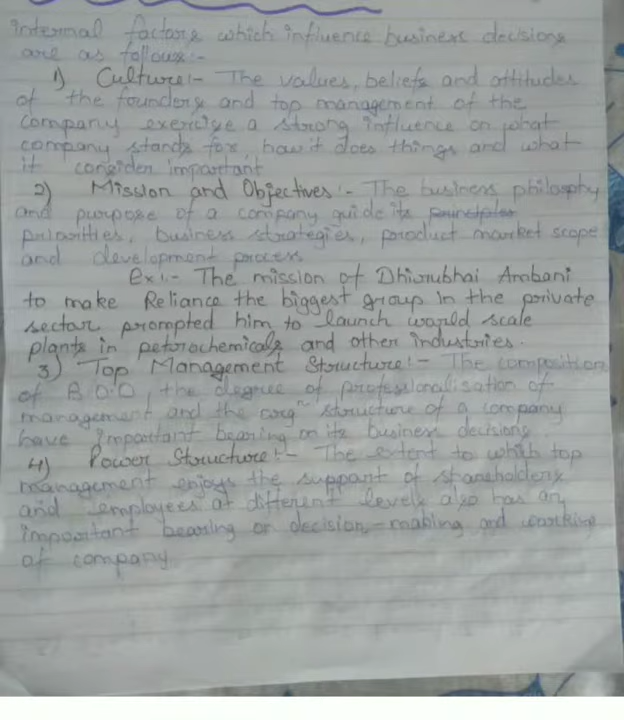 internal factors which influence business decisions
are as follows:-
1) Culture:- The values, beliefs and attitudes
of the founders and top management of the
company exercise a strong influence on what
company stands for, how it does things and what
it consider important
2) Mission and Objectives:- The business philosphy
and purpose of a company guide its principles
priorities, business strategies, product market scope
and development process
Ex:- The mission of Dhirubhai Ambani
to make Reliance the biggest group in the private
sector prompted him to launch world scale
plants in petrochemicals and other industries.
3) Top Management Structure:- The composition
of B.O.D, the degree of professionalisation of
management and the orgn structure of a company
have important bearing on its business decisions
4) Power Structure:- The extent to which top
management enjoys the support of shareholders
and employees at different levels also has an
important bearing on decision-making and working
of company.